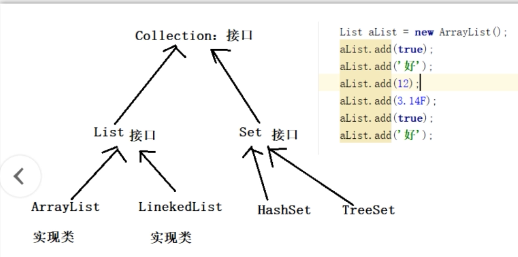 Collection: 接口
List 接口
Set 接口
ArrayList
LinekedList
HashSet
TreeSet
实现类
实现类
List aList = new ArrayList();
aList.add(true);
aList.add('好');
aList.add(12);
aList.add(3.14F);
aList.add(true);
aList.add('好');